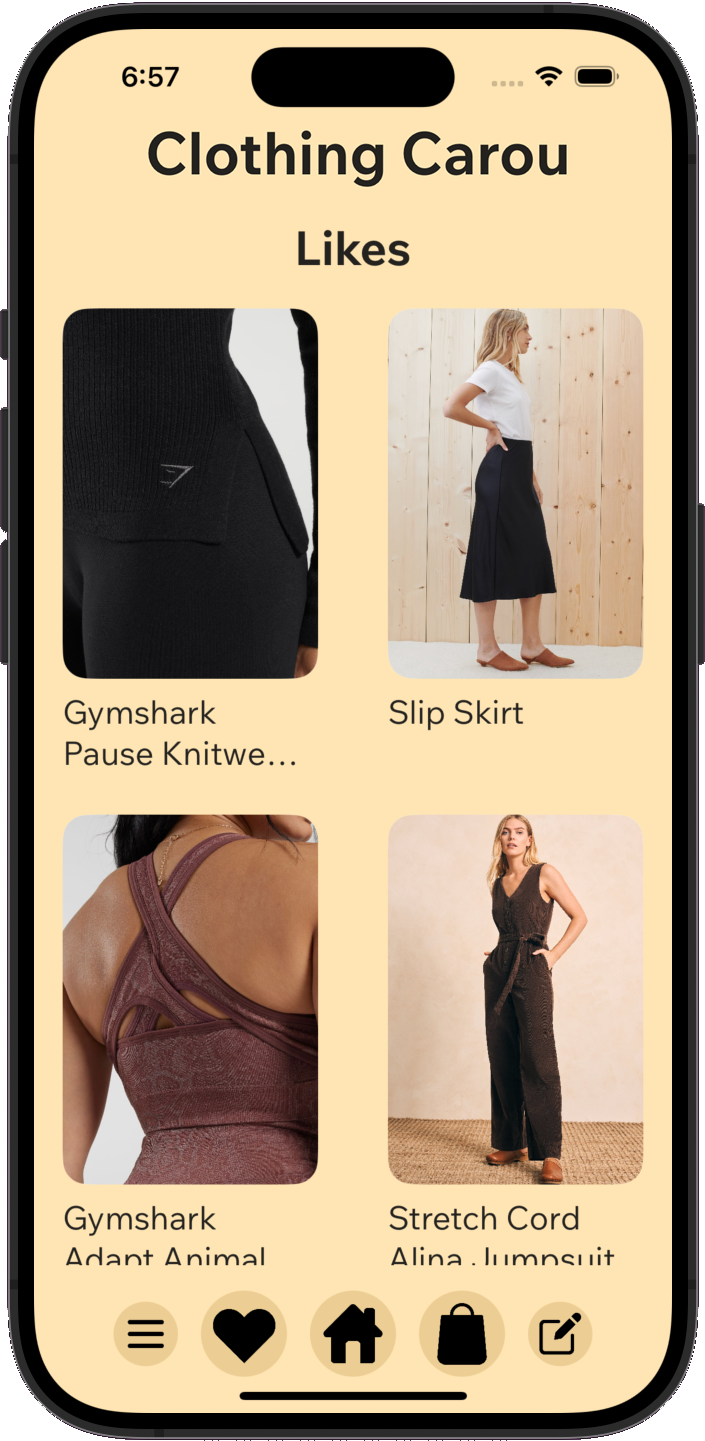 6:57
Clothing Carou
Likes
Gymshark
Pause Knitwe...
Slip Skirt
Gymshark
Adapt Animal
Stretch Cord
Alina Jumpsuit